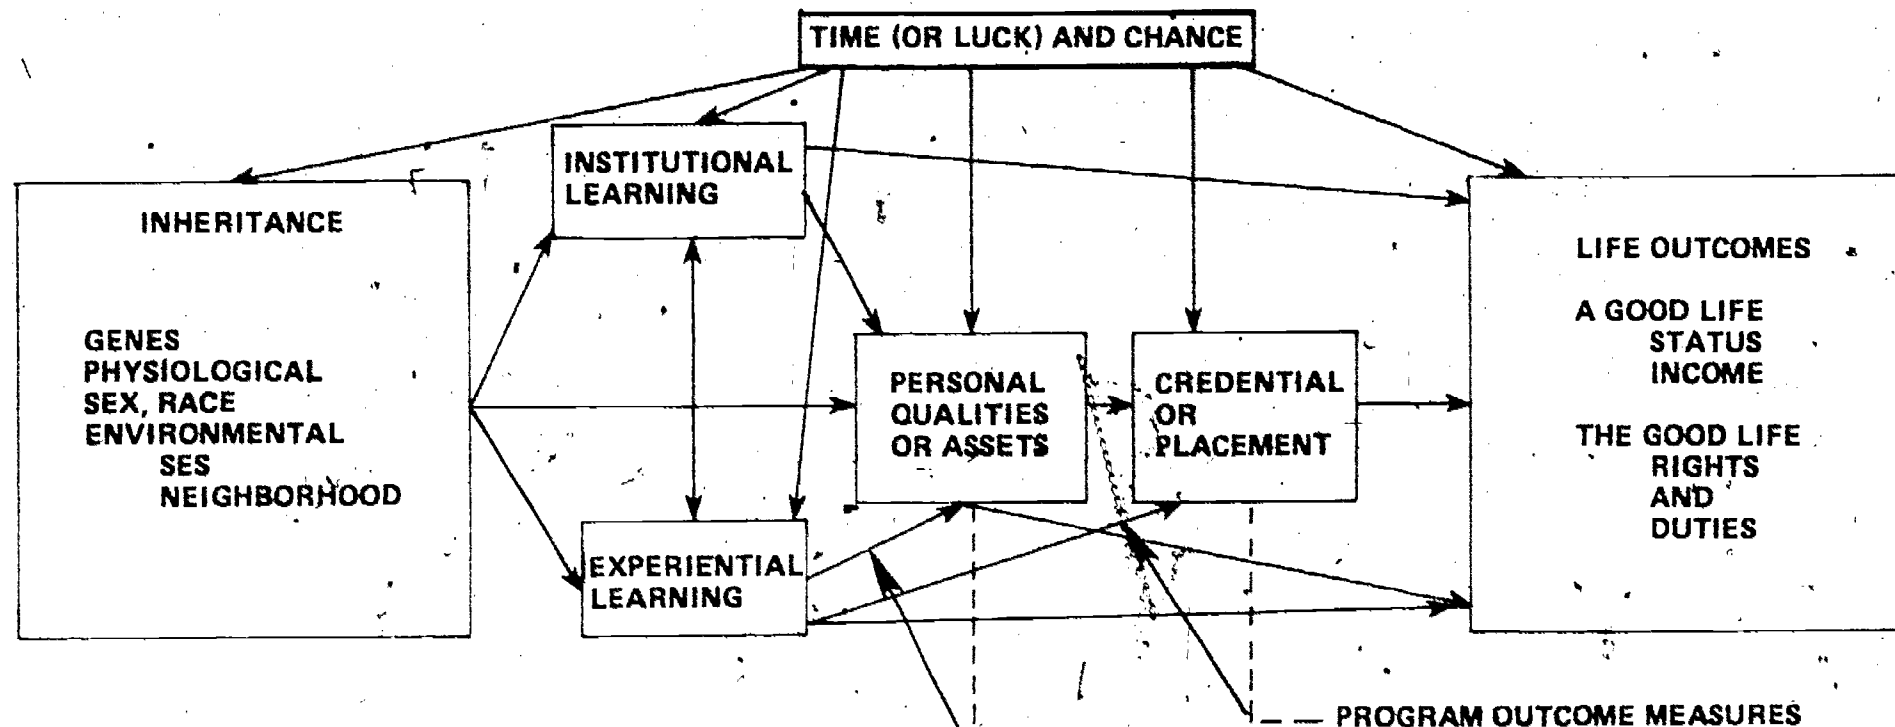 TIME (OR LUCK) AND CHANCE
INSTITUTIONAL
LEARNING
INHERITANCE
GENES
PHYSIOLOGICAL
SEX, RACE
ENVIRONMENTAL
SES
NEIGHBORHOOD
EXPERIENTIAL
LEARNING
PERSONAL
QUALITIES
OR ASSETS
CREDENTIAL
OR
PLACEMENT
LIFE OUTCOMES
A GOOD LIFE
STATUS
INCOME
THE GOOD LIFE
RIGHTS
AND
DUTIES
PROGRAM OUTCOME MEASURES